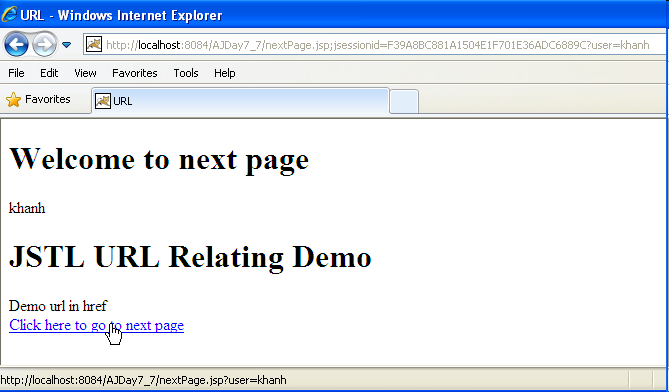 URL - Windows Internet Explorer
http://localhost:8084/AJDay7_7/nextPage.jsp;jsessionid=F39A8BC881A1504E1F701E36ADC6889C?user=khanh
File Edit View Favorites Tools Help
Favorites URL
Welcome to next page
khanh
JSTL URL Relating Demo
Demo url in href
Click here to go to next page
http://localhost:8084/AJDay7_7/nextPage.jsp?user=khanh